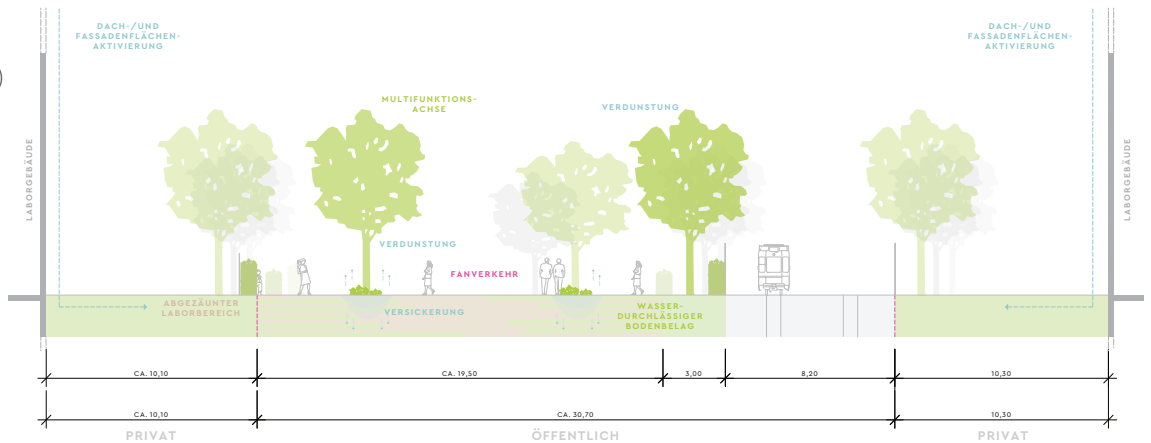 DACH-/UND
FASSADENFLÄCHEN-
AKTIVIERUNG
DACH-/UND
FASSADENFLÄCHEN-
AKTIVIERUNG
)
MULTIFUNKTIONS-
ACHSE
VERDUNSTUNG
LABORGEBÄUDE
LABORGEBÄUDE
VERDUNSTUNG
FANVERKEHR
ABGEZÄUNTER
LABORBEREICH
VERSICKERUNG
WASSER-
DURCHLÄSSIGER
BODENBELAG
CA. 10,10
CA. 19,50
3,00
8,20
10,30
CA. 10,10
CA. 30,70
10,30
PRIVAT
ÖFFENTLICH
PRIVAT